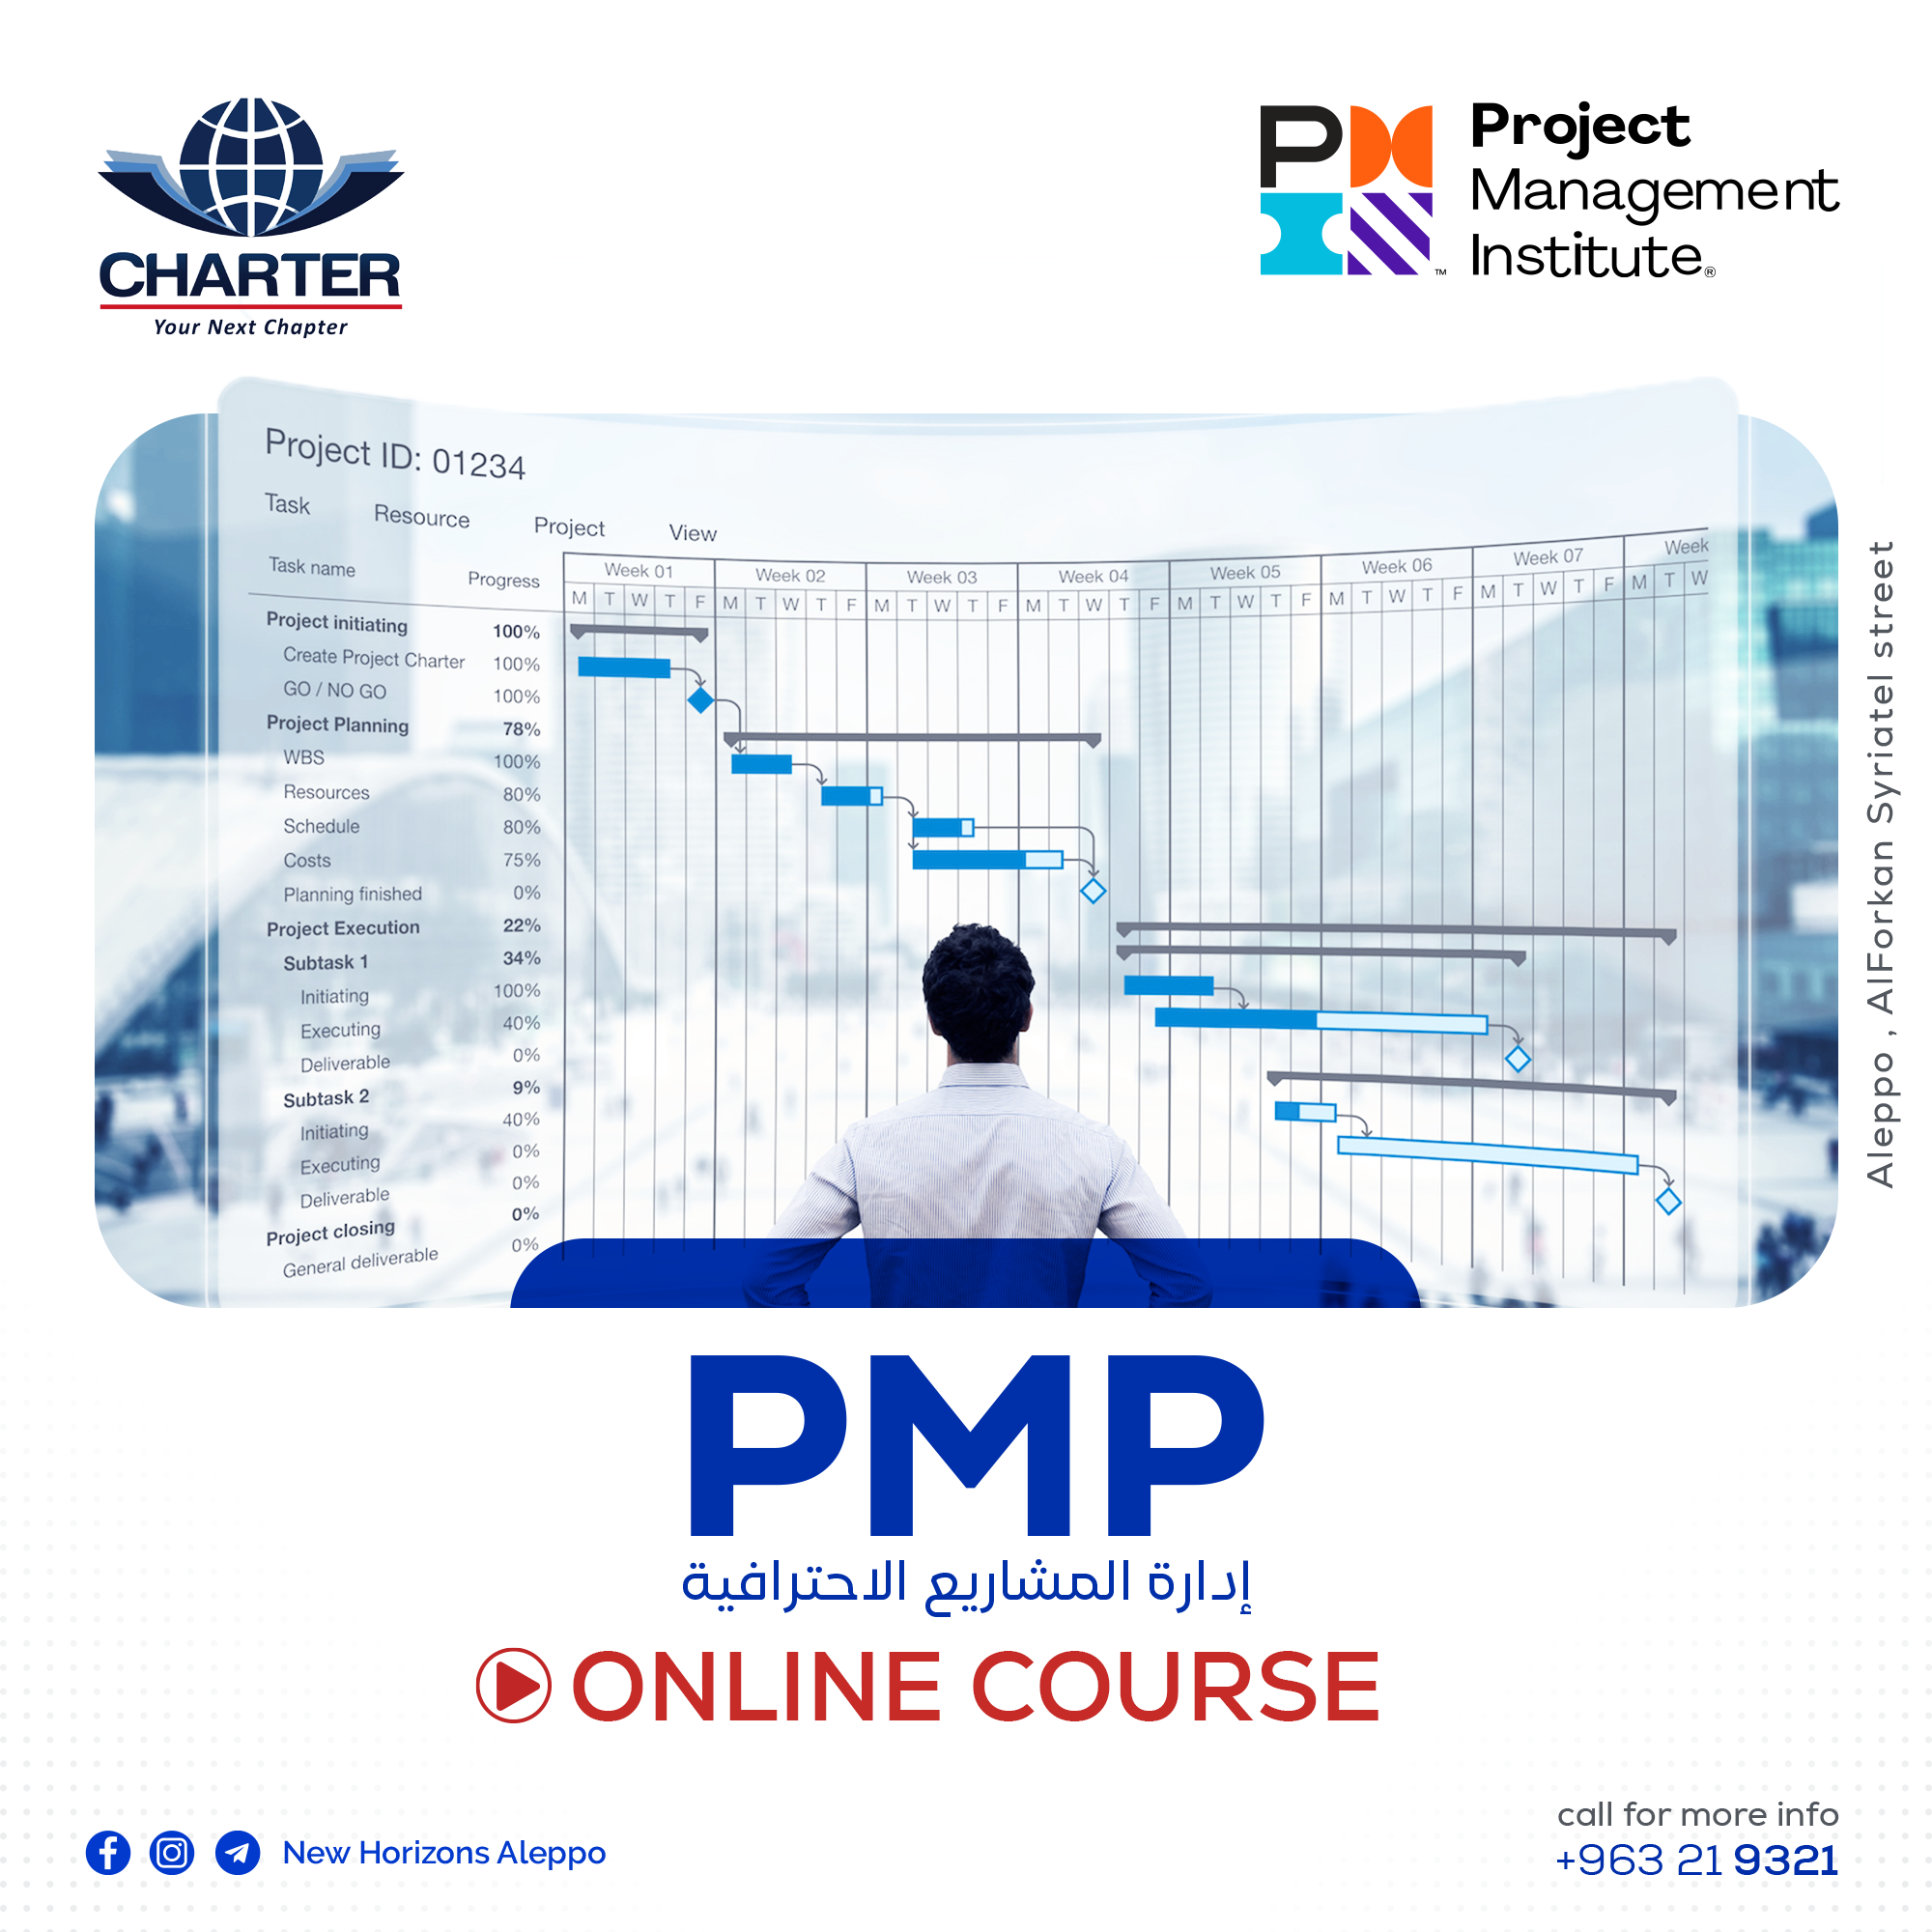 CHARTER
Your Next Chapter
Project
Management
Institute®
™
Project ID: 01234
Task Resource Project View
Task name Progress
Week 01 Week 02 Week 03 Week 04 Week 05 Week 06 Week 07 Week
M T W T F M T W T F M T W T F M T W T F M T W T F M T W T F M T W T F M T W
Project initiating 100%
Create Project Charter 100%
GO / NO GO 100%
Project Planning 78%
WBS 100%
Resources 80%
Schedule 80%
Costs 75%
Planning finished 0%
Project Execution 22%
Subtask 1 34%
Initiating 100%
Executing 40%
Deliverable 0%
Subtask 2 9%
Initiating 40%
Executing 0%
Deliverable 0%
Project closing 0%
General deliverable 0%
Aleppo , AlForkan Syriatel street
PMP
إدارة المشاريع الاحترافية
ONLINE COURSE
New Horizons Aleppo
call for more info
+963 21 9321